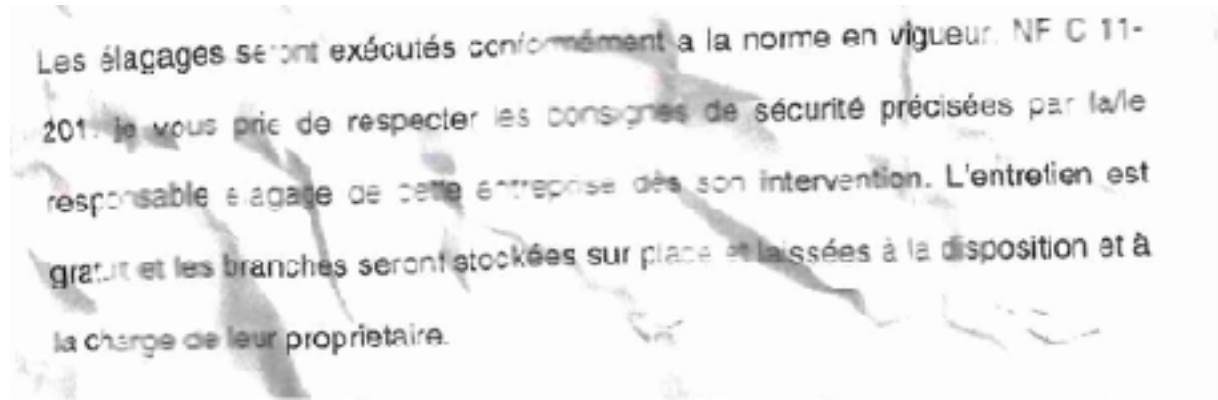 Les élagages seront exécutés conformément a la norme en vigueur. NF C 11-
201. je vous prie de respecter les consignes de sécurité précisées par la/le
responsable élagage de cette entreprise dès son intervention. L'entretien est
gratuit et les branches seront stockées sur place et laissées à la disposition et à
la charge de leur proprietaire.